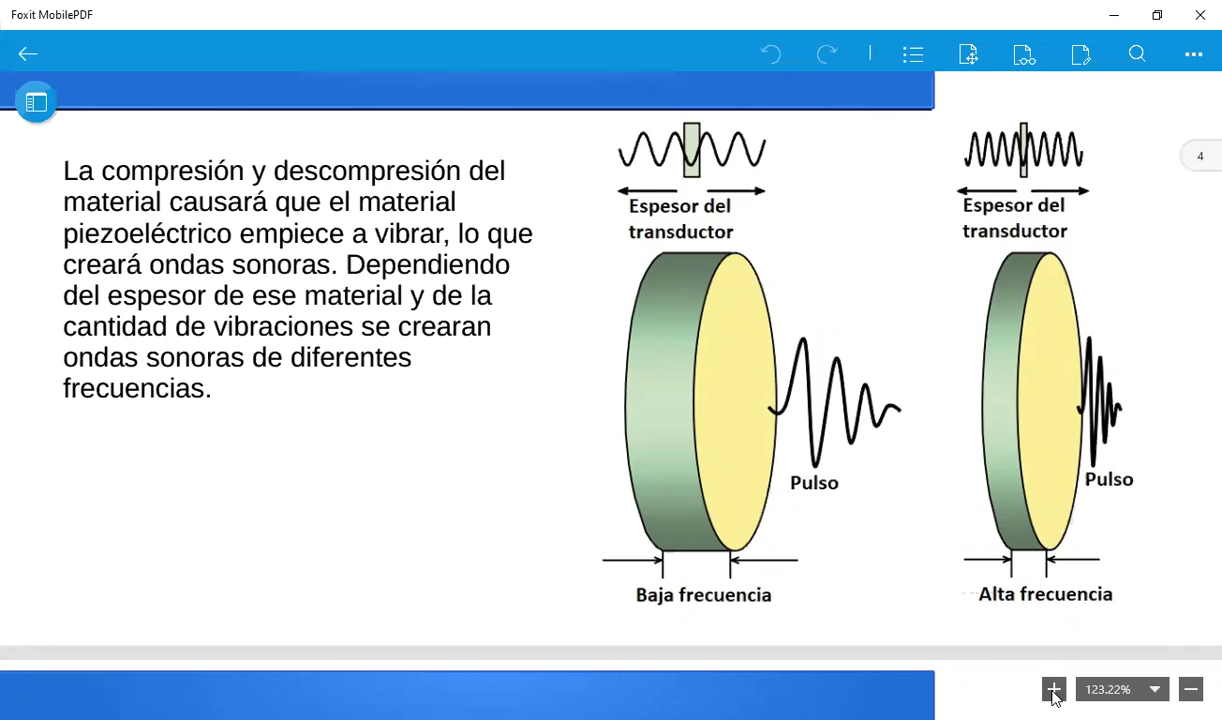 Foxit MobilePDF
4
La compresión y descompresión del
material causará que el material
piezoeléctrico empiece a vibrar, lo que
creará ondas sonoras. Dependiendo
del espesor de ese material y de la
cantidad de vibraciones se crearan
ondas sonoras de diferentes
frecuencias.
Espesor del
transductor
Pulso
Baja frecuencia
Espesor del
transductor
Pulso
Alta frecuencia
123.22%